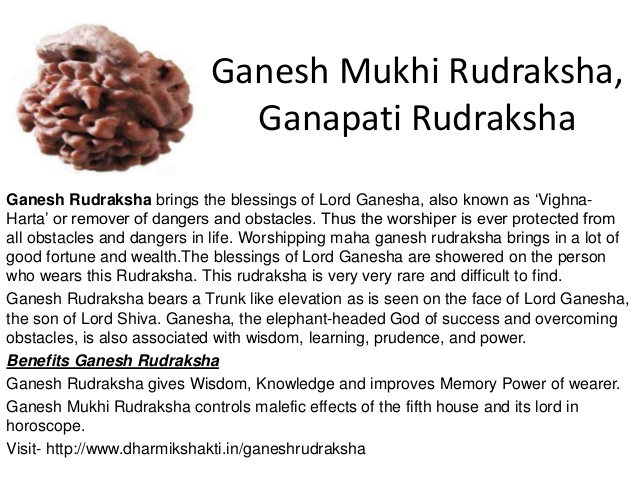 Ganesh Mukhi Rudraksha,
Ganapati Rudraksha
Ganesh Rudraksha brings the blessings of Lord Ganesha, also known as ‘Vighna-
Harta’ or remover of dangers and obstacles. Thus the worshiper is ever protected from
all obstacles and dangers in life. Worshipping maha ganesh rudraksha brings in a lot of
good fortune and wealth.The blessings of Lord Ganesha are showered on the person
who wears this Rudraksha. This rudraksha is very very rare and difficult to find.
Ganesh Rudraksha bears a Trunk like elevation as is seen on the face of Lord Ganesha,
the son of Lord Shiva. Ganesha, the elephant-headed God of success and overcoming
obstacles, is also associated with wisdom, learning, prudence, and power.
Benefits Ganesh Rudraksha
Ganesh Rudraksha gives Wisdom, Knowledge and improves Memory Power of wearer.
Ganesh Mukhi Rudraksha controls malefic effects of the fifth house and its lord in
horoscope.
Visit- http://www.dharmikshakti.in/ganeshrudraksha